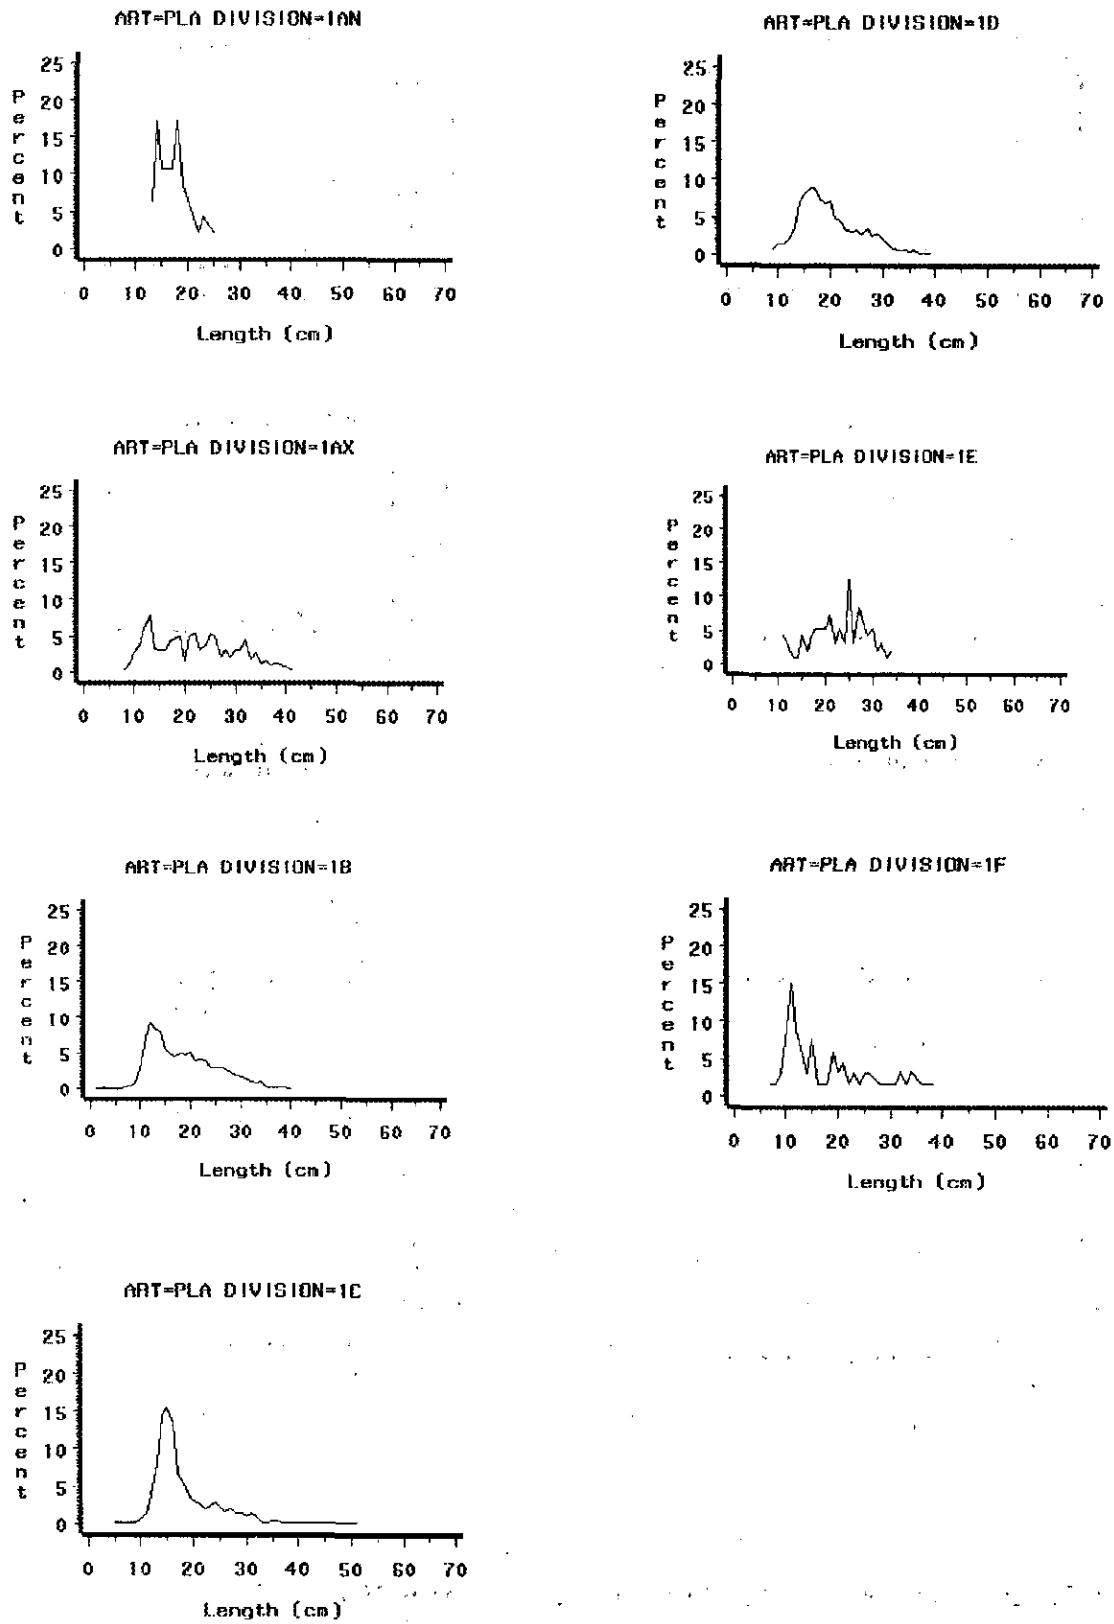 ART=PLA DIVISION=1AN
Percent
25
20
15
10
5
0
0 10 20 30 40 50 60 70
Length (cm)
ART=PLA DIVISION=1AX
Percent
25
20
15
10
5
0
0 10 20 30 40 50 60 70
Length (cm)
ART=PLA DIVISION=1B
Percent
25
20
15
10
5
0
0 10 20 30 40 50 60 70
Length (cm)
ART=PLA DIVISION=1C
Percent
25
20
15
10
5
0
0 10 20 30 40 50 60 70
Length (cm)
ART=PLA DIVISION=1D
Percent
25
20
15
10
5
0
0 10 20 30 40 50 60 70
Length (cm)
ART=PLA DIVISION=1E
Percent
25
20
15
10
5
0
0 10 20 30 40 50 60 70
Length (cm)
ART=PLA DIVISION=1F
Percent
25
20
15
10
5
0
0 10 20 30 40 50 60 70
Length (cm)